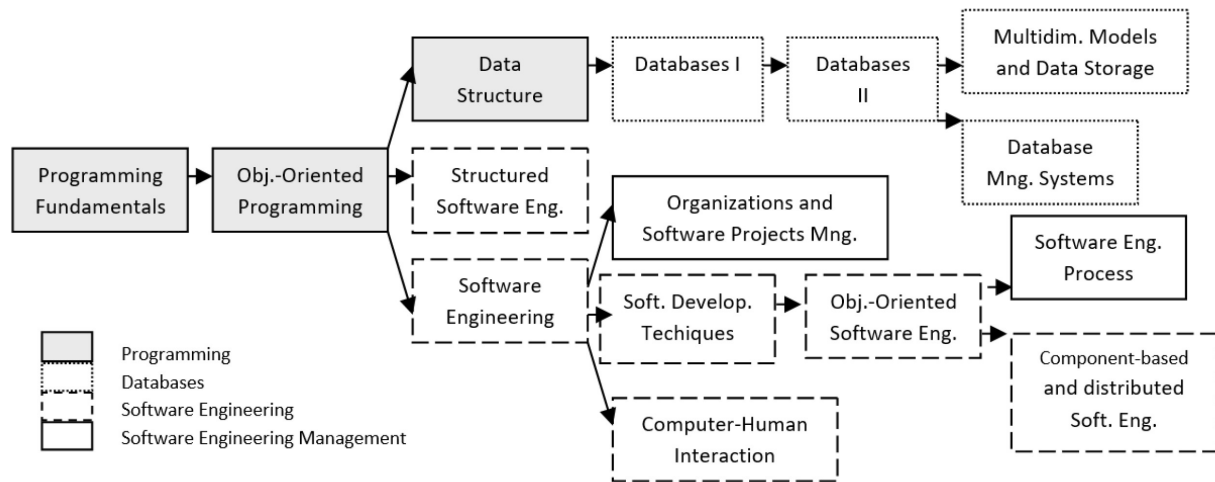 Data
Structure
Databases I
Databases
II
Multidim. Models
and Data Storage
Database
Mng. Systems
Programming
Fundamentals
Obj.-Oriented
Programming
Structured
Software Eng.
Organizations and
Software Projects Mng.
Software Eng.
Process
Software
Engineering
Soft. Develop.
Techiques
Obj.-Oriented
Software Eng.
Component-based
and distributed
Soft. Eng.
Computer-Human
Interaction
Programming
Databases
Software Engineering
Software Engineering Management